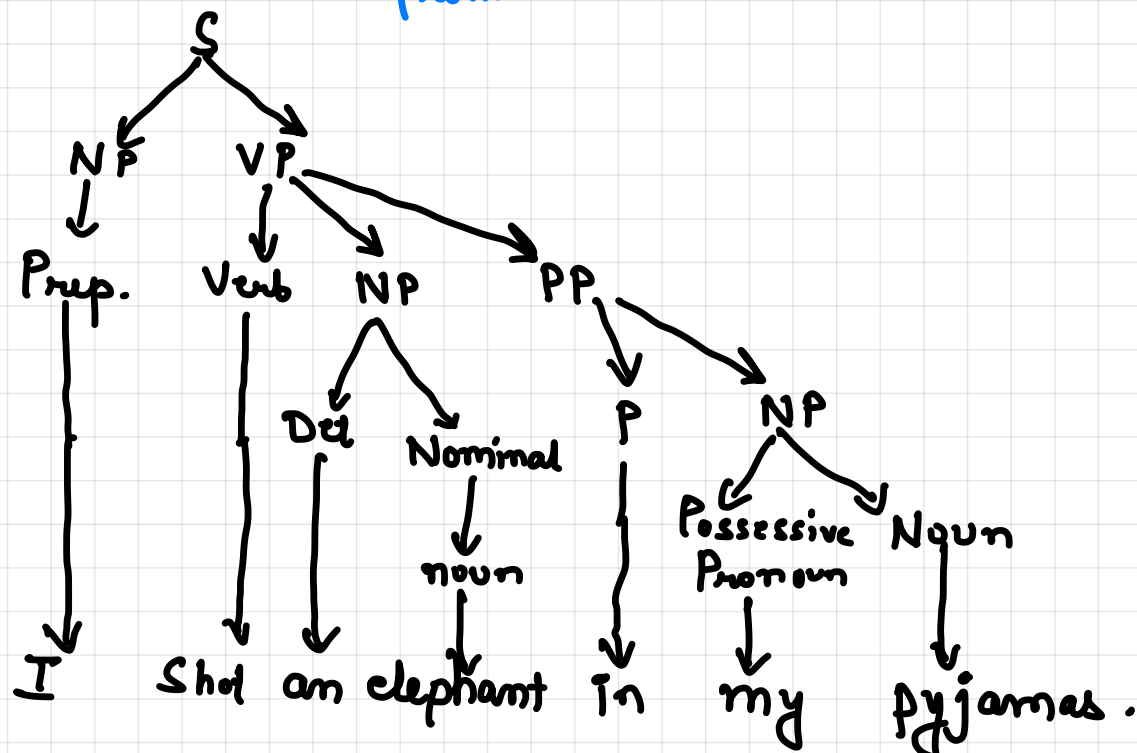 S
NP VP
Prep. Verb NP PP
Det Nominal P NP
noun Possessive Pronoun Noun
I Shot an elephant in my pyjamas.